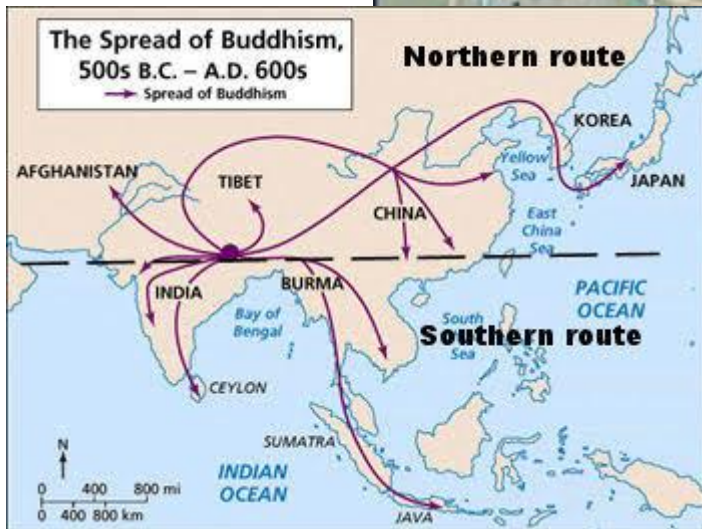 The Spread of Buddhism,
500s B.C. – A.D. 600s
Spread of Buddhism
Northern route
KOREA
AFGHANISTAN
TIBET
Yellow
Sea
JAPAN
CHINA
East
China
Sea
INDIA
BURMA
PACIFIC
OCEAN
Bay of
Bengal
South
Sea
Southern route
CEYLON
SUMATRA
N
INDIAN
OCEAN
0 400 800 mi
0 400 800 km
JAVA